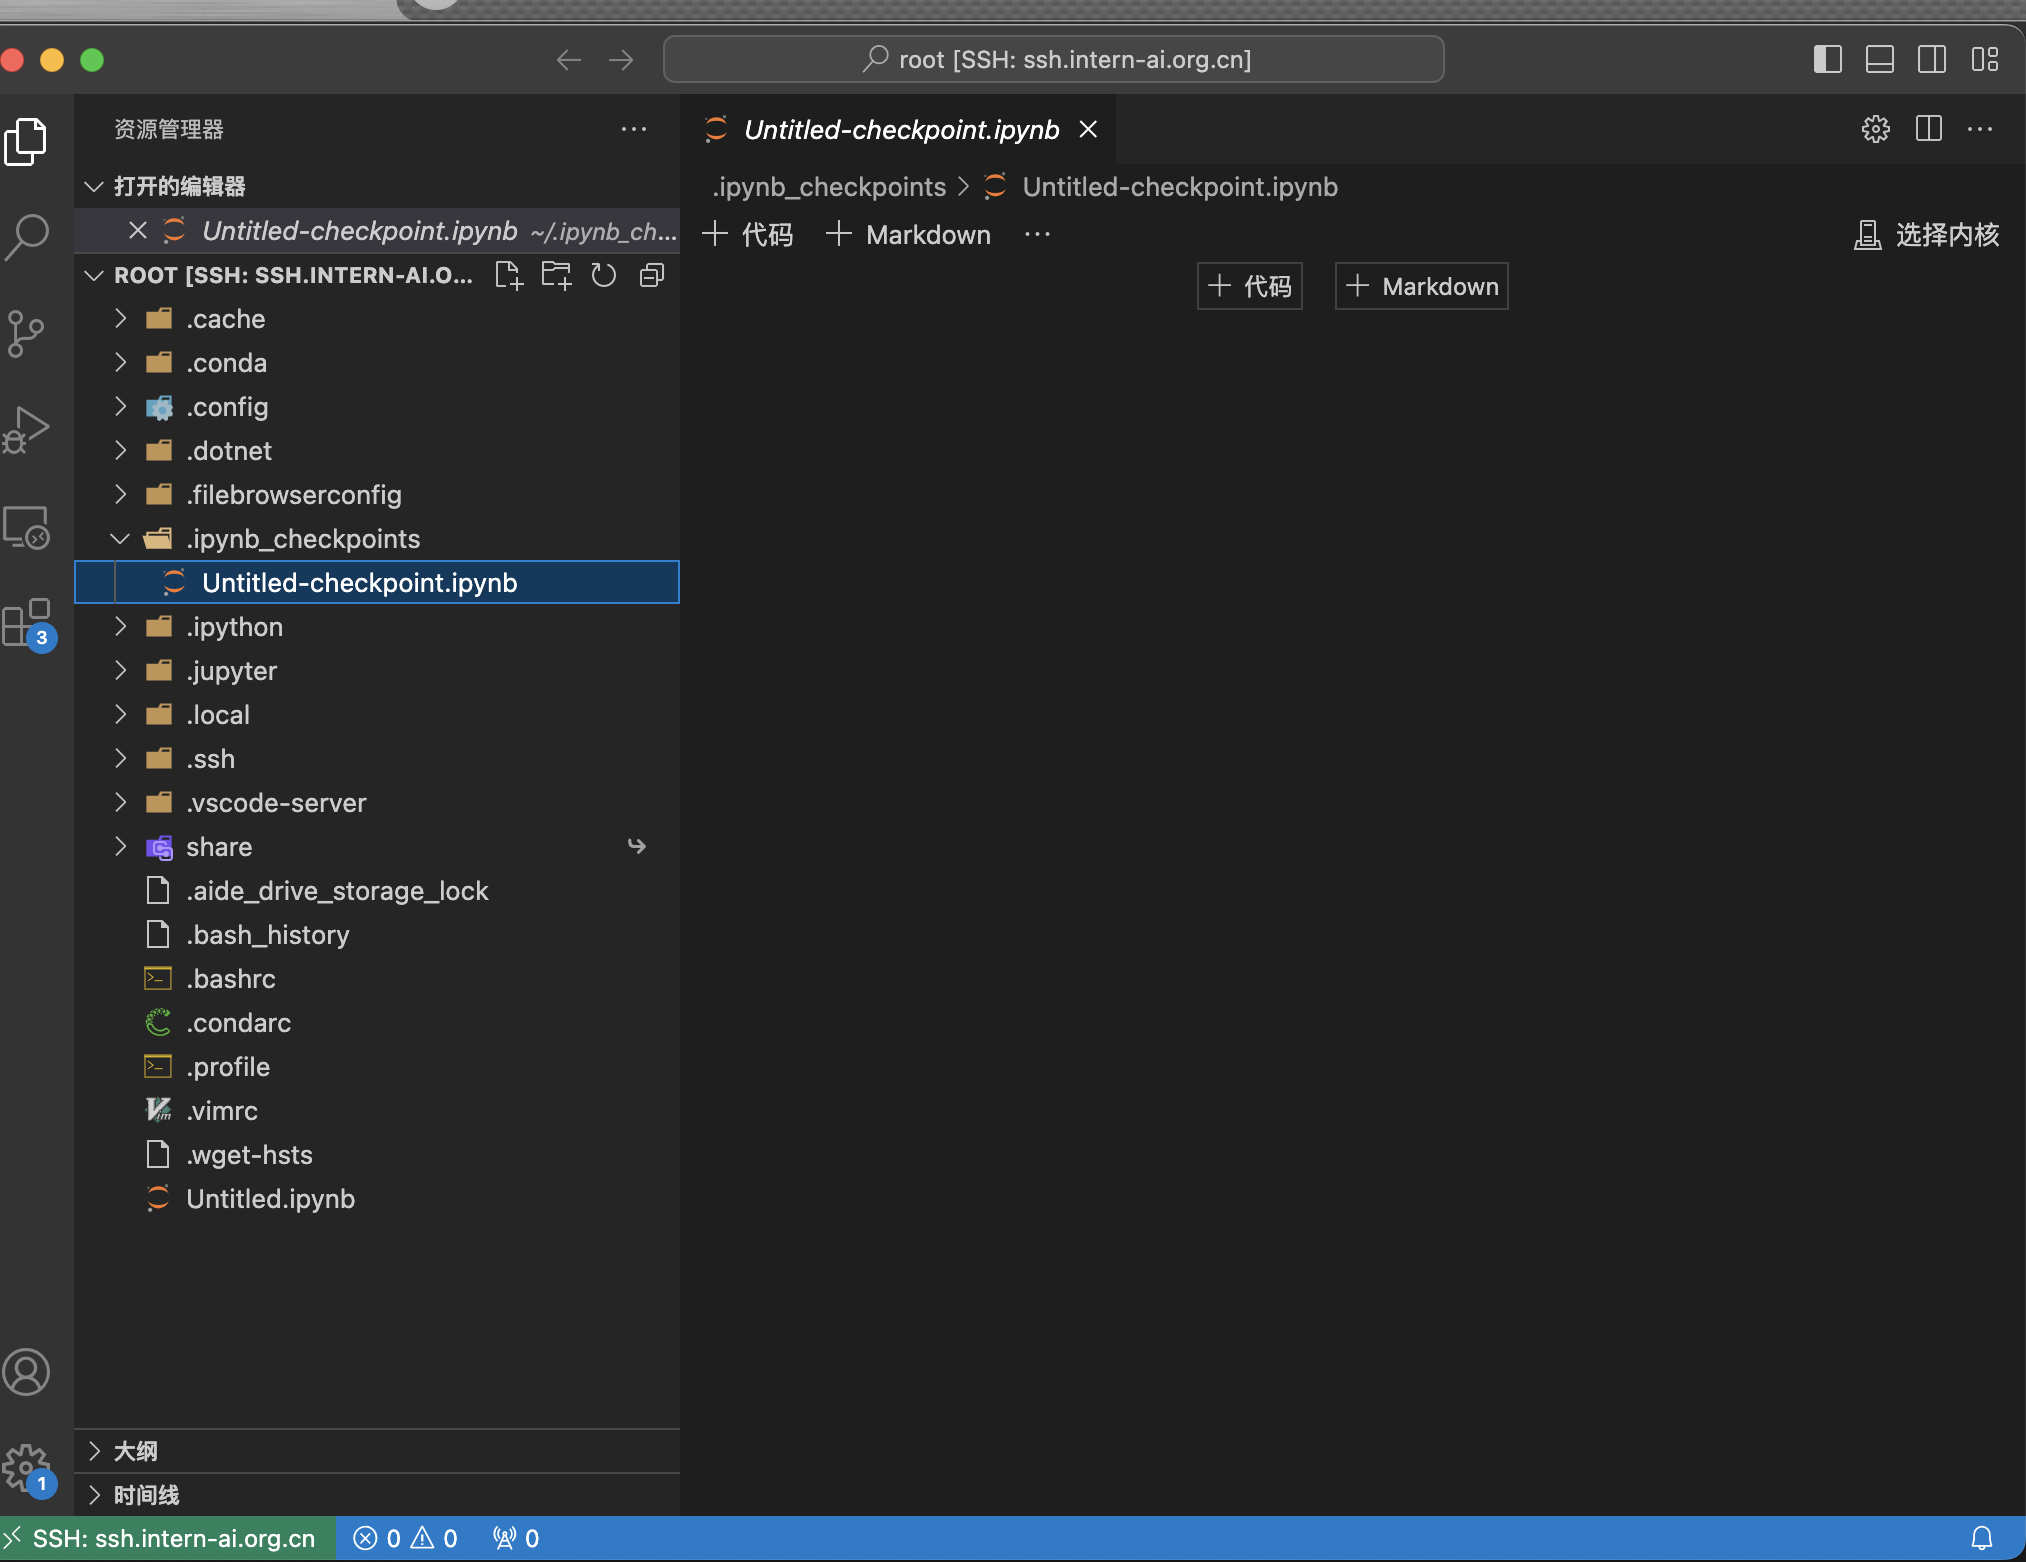 root [SSH: ssh.intern-ai.org.cn]
资源管理器
打开的编辑器
Untitled-checkpoint.ipynb ~/.ipynb_ch...
ROOT [SSH: SSH.INTERN-AI.O...
.cache
.conda
.config
.dotnet
.filebrowserconfig
.ipynb_checkpoints
Untitled-checkpoint.ipynb
.ipython
.jupyter
.local
.ssh
.vscode-server
share
.aide_drive_storage_lock
.bash_history
.bashrc
.condarc
.profile
.vimrc
.wget-hsts
Untitled.ipynb
大纲
时间线
3
1
Untitled-checkpoint.ipynb
.ipynb_checkpoints > Untitled-checkpoint.ipynb
+ 代码 + Markdown ...
选择内核
+ 代码 + Markdown
SSH: ssh.intern-ai.org.cn 0 0 0